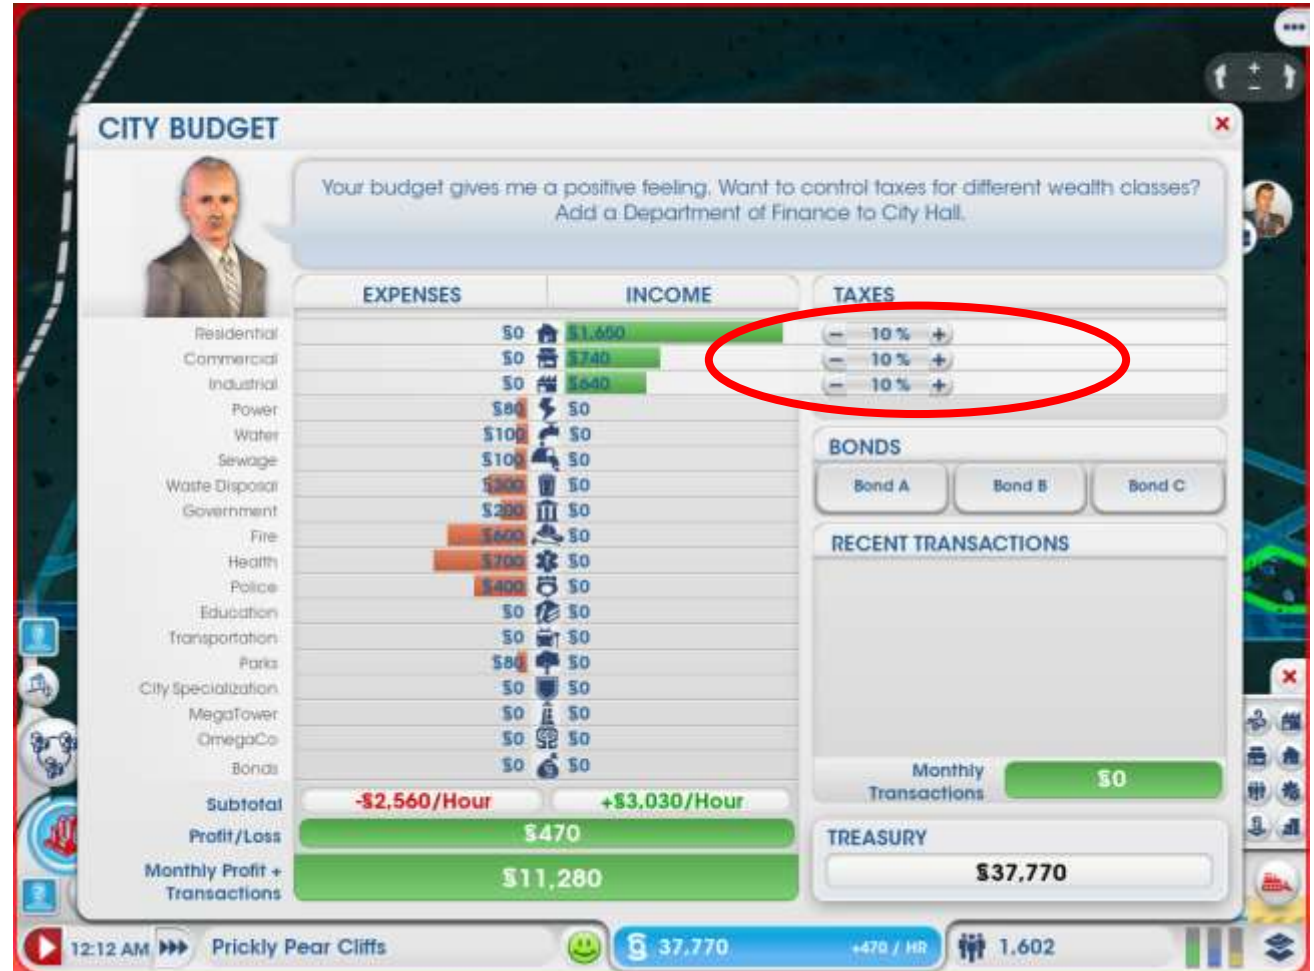 CITY BUDGET
Your budget gives me a positive feeling. Want to control taxes for different wealth classes?
Add a Department of Finance to City Hall.
EXPENSES INCOME TAXES
Residential §0 §1,650 − 10 % +
Commercial §0 §740 − 10 % +
Industrial §0 §640 − 10 % +
Power §80 §0
Water §100 §0
Sewage §100 §0
Waste Disposal §300 §0
Government §200 §0
Fire §600 §0
Health §700 §0
Police §400 §0
Education §0 §0
Transportation §0 §0
Parks §80 §0
City Specialization §0 §0
MegaTower §0 §0
OmegaCo §0 §0
Bonds §0 §0
Subtotal -§2,560/Hour +§3,030/Hour
Profit/Loss §470
Monthly Profit +
Transactions
§11,280
BONDS
Bond A Bond B Bond C
RECENT TRANSACTIONS
Monthly
Transactions
§0
TREASURY
§37,770
12:12 AM Prickly Pear Cliffs 37,770 +470 / HR 1,602